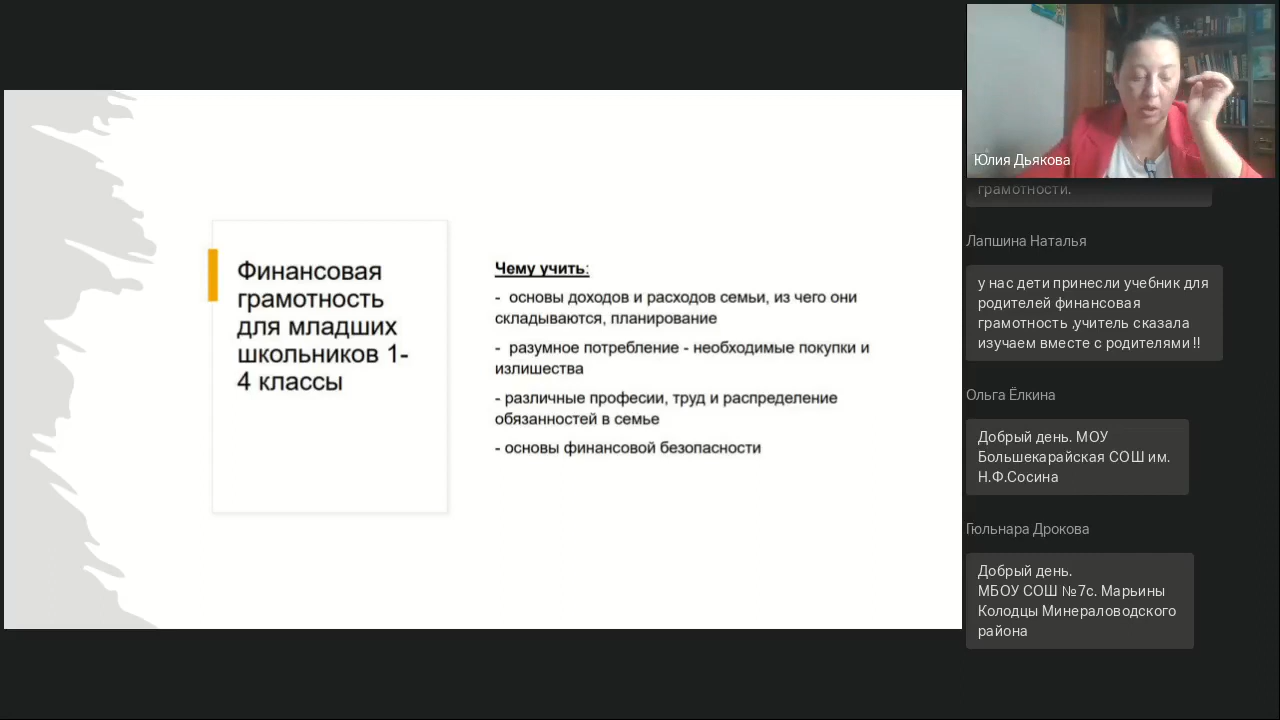 Финансовая
грамотность
для младших
школьников 1-
4 классы
Чему учить:
- основы доходов и расходов семьи, из чего они
складываются, планирование
- разумное потребление - необходимые покупки и
излишества
- различные професии, труд и распределение
обязанностей в семье
- основы финансовой безопасности
Юлия Дьякова
грамотности.
Лапшина Наталья
у нас дети принесли учебник для
родителей финансовая
грамотность ,учитель сказала
изучаем вместе с родителями !!
Ольга Ёлкина
Добрый день. МОУ
Большекарайская СОШ им.
Н.Ф.Сосина
Гюльнара Дрокова
Добрый день.
МБОУ СОШ №7с. Марьины
Колодцы Минераловодского
района